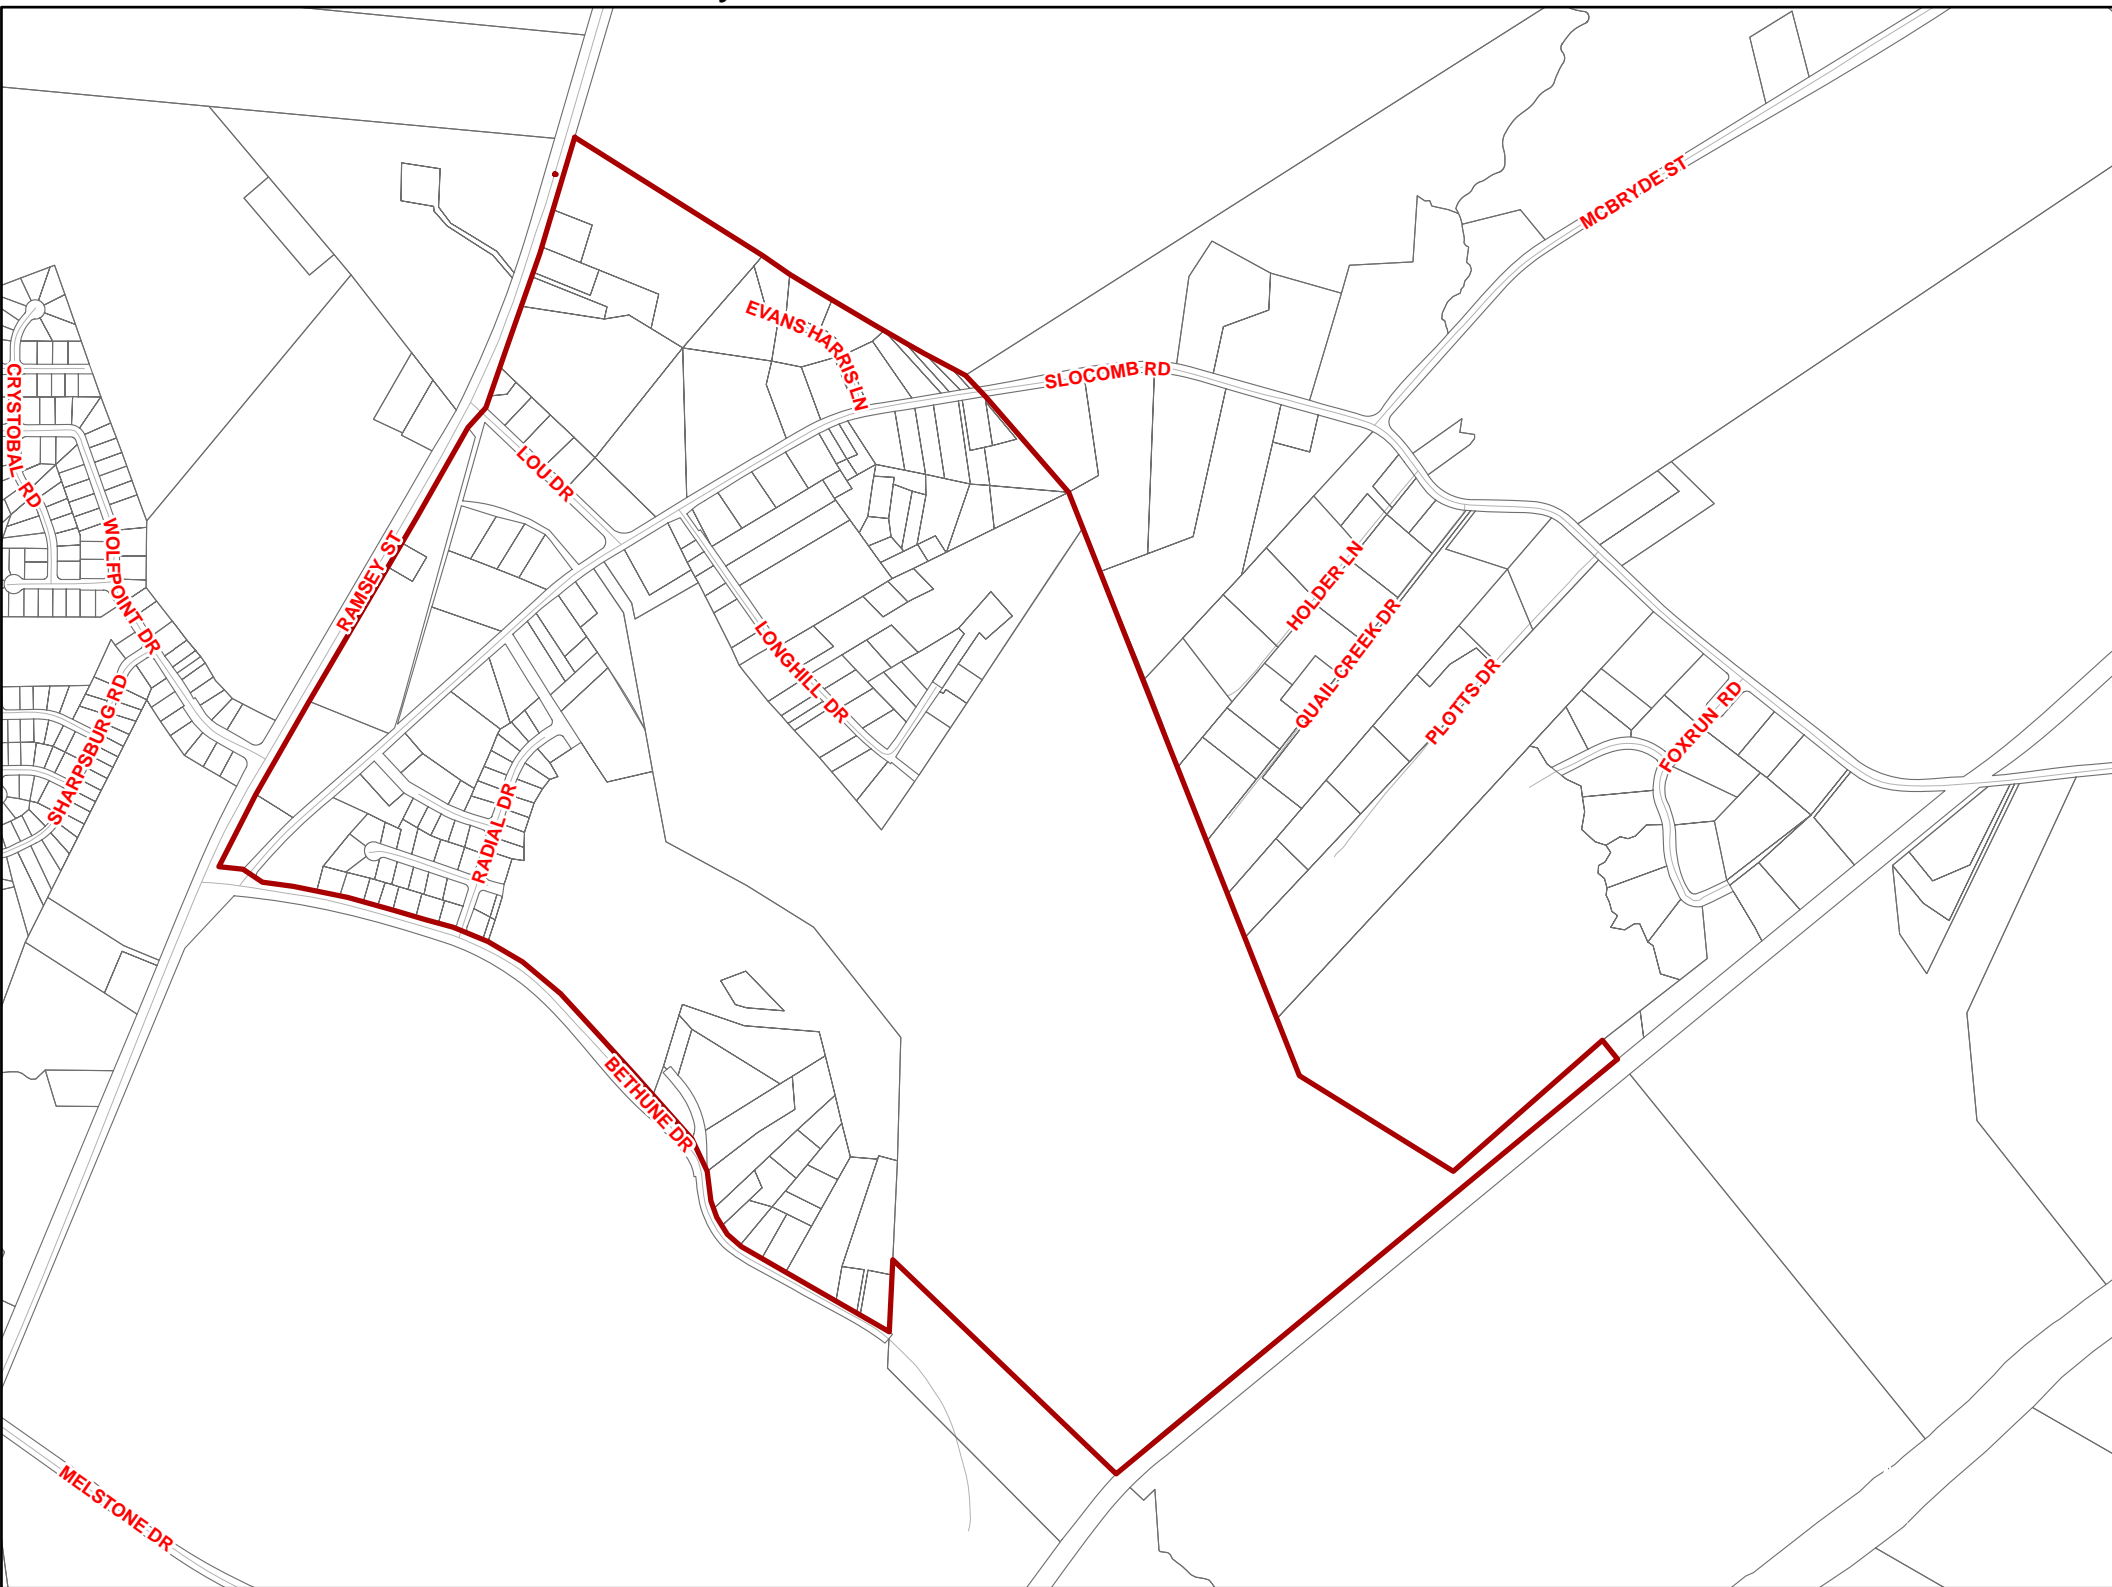 MCBRYDE ST
EVANS HARRIS LN
SLOCOMB RD
CRYSTOBAL RD
LOU DR
WOLFPOINT DR
RAMSEY ST
HOLDER LN
QUAIL CREEK DR
LONGHILL DR
PLOTTS DR
FOXRUN RD
SHARPSBURG RD
RADIAL DR
BETHUNE DR
MELSTONE DR